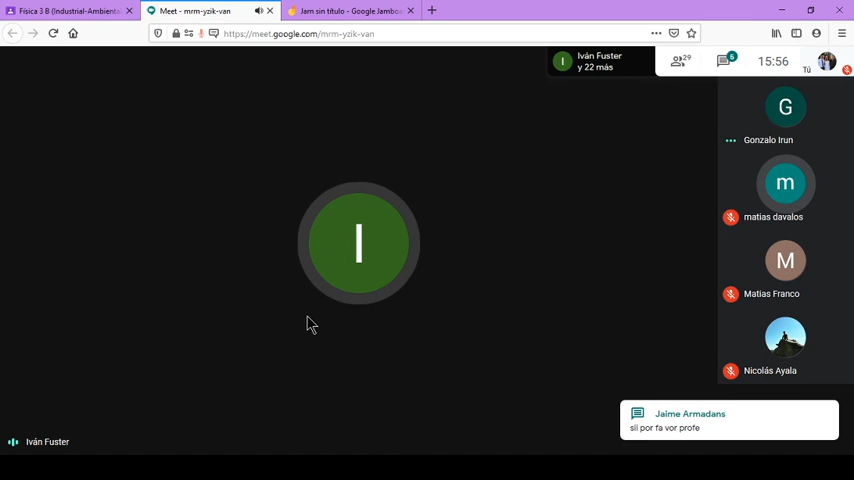 Física 3 B (Industrial-Ambiental
Meet - mrm-yzik-van
Jam sin título - Google Jamboa
https://meet.google.com/mrm-yzik-van
I
Iván Fuster
y 22 más
29
5
15:56
Tú
G
Gonzalo Irun
m
matias davalos
M
Matias Franco
Nicolás Ayala
I
Jaime Armadans
sii por fa vor profe
Iván Fuster